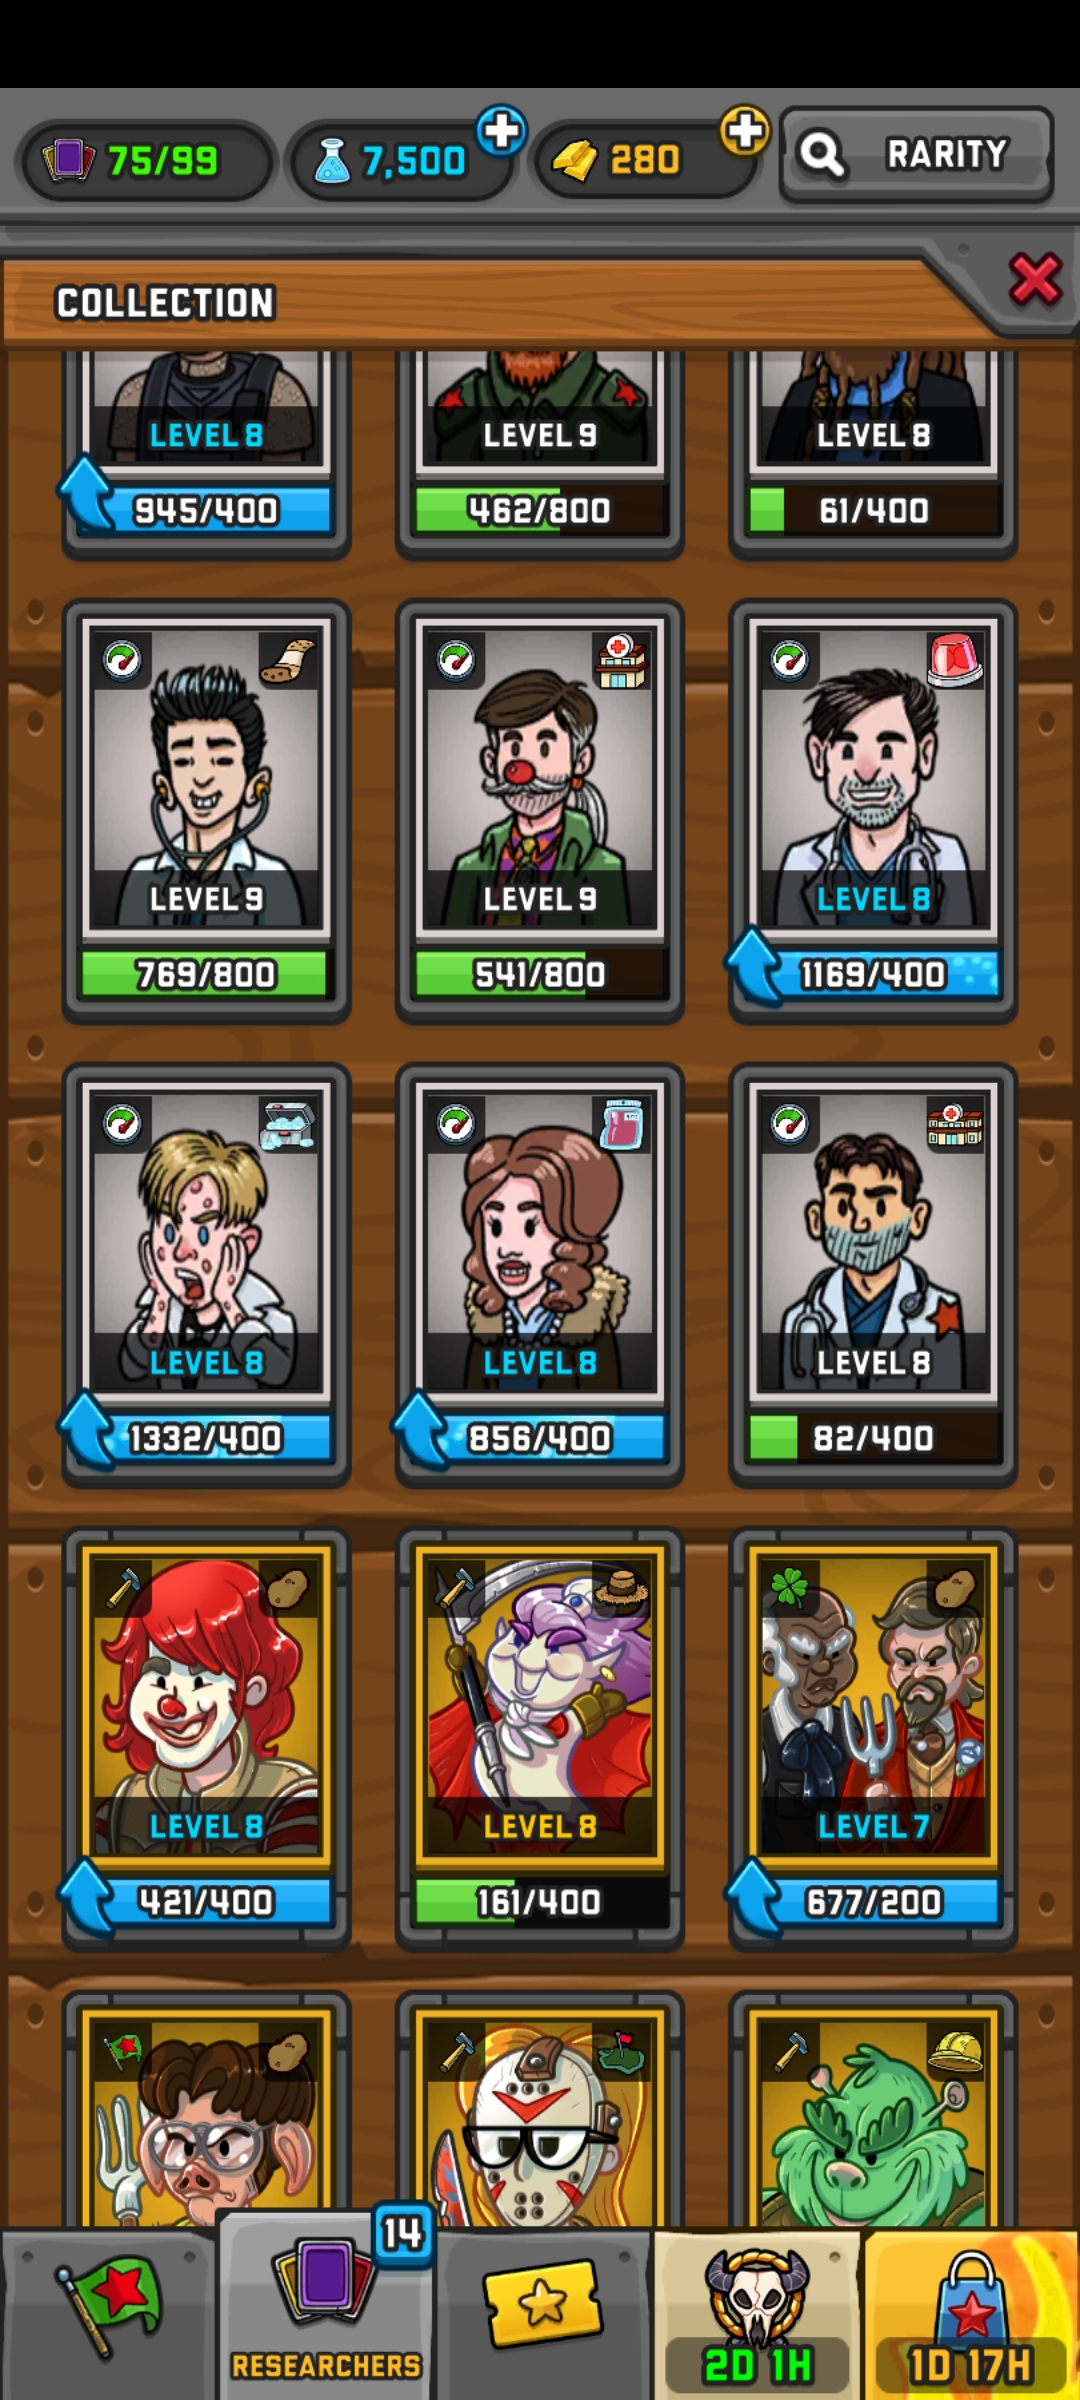 75/99
7,500
280
RARITY
COLLECTION
LEVEL 8
LEVEL 9
LEVEL 8
945/400
462/800
61/400
LEVEL 9
LEVEL 9
LEVEL 8
769/800
541/800
1169/400
LEVEL 8
LEVEL 8
LEVEL 8
1332/400
856/400
82/400
LEVEL 8
LEVEL 8
LEVEL 7
421/400
161/400
677/200
14
RESEARCHERS
2D 1H
1D 17H